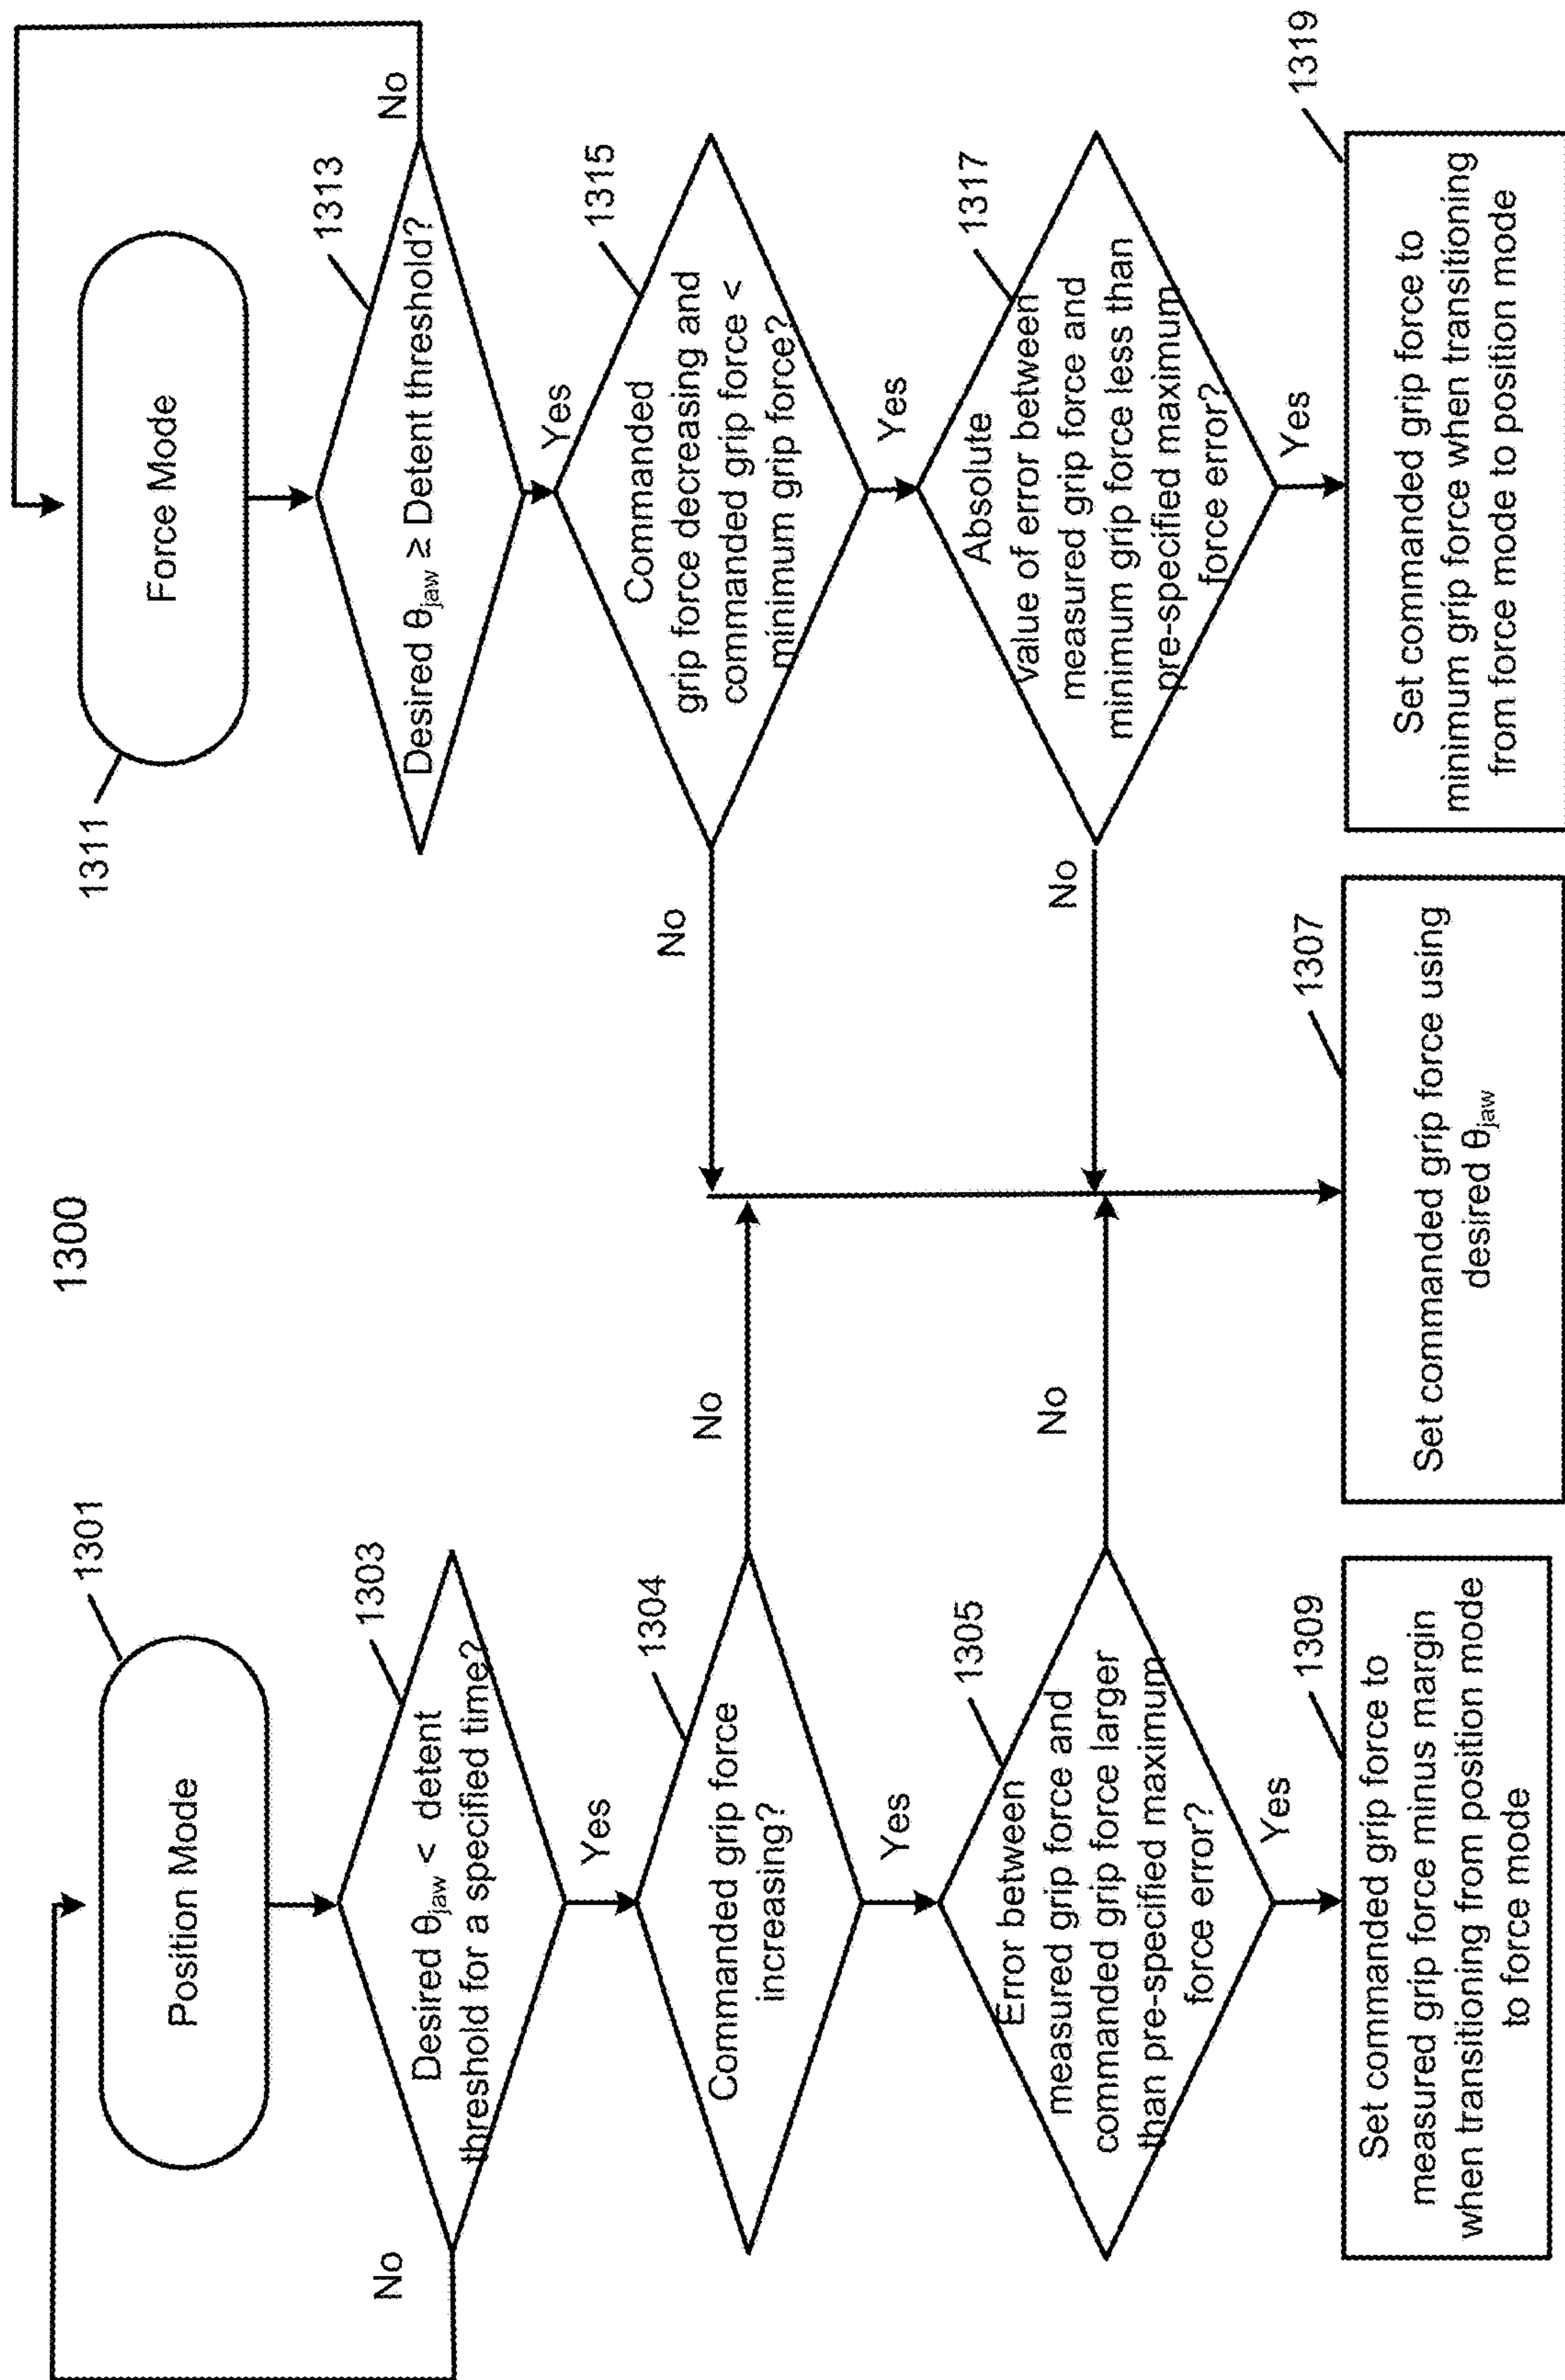 1300
1301
Position Mode
1303
Desired θjaw < detent
threshold for a specified time?
No
Yes
1304
Commanded grip force
increasing?
No
Yes
1305
Error between
measured grip force and
commanded grip force larger
than pre-specified maximum
force error?
No
Yes
1309
Set commanded grip force to
measured grip force minus margin
when transitioning from position mode
to force mode
1307
Set commanded grip force using
desired θjaw
1311
Force Mode
1313
Desired θjaw ≥ Detent threshold?
No
Yes
1315
Commanded
grip force decreasing and
commanded grip force <
minimum grip force?
No
Yes
1317
Absolute
value of error between
measured grip force and
minimum grip force less than
pre-specified maximum
force error?
No
Yes
1319
Set commanded grip force to
minimum grip force when transitioning
from force mode to position mode